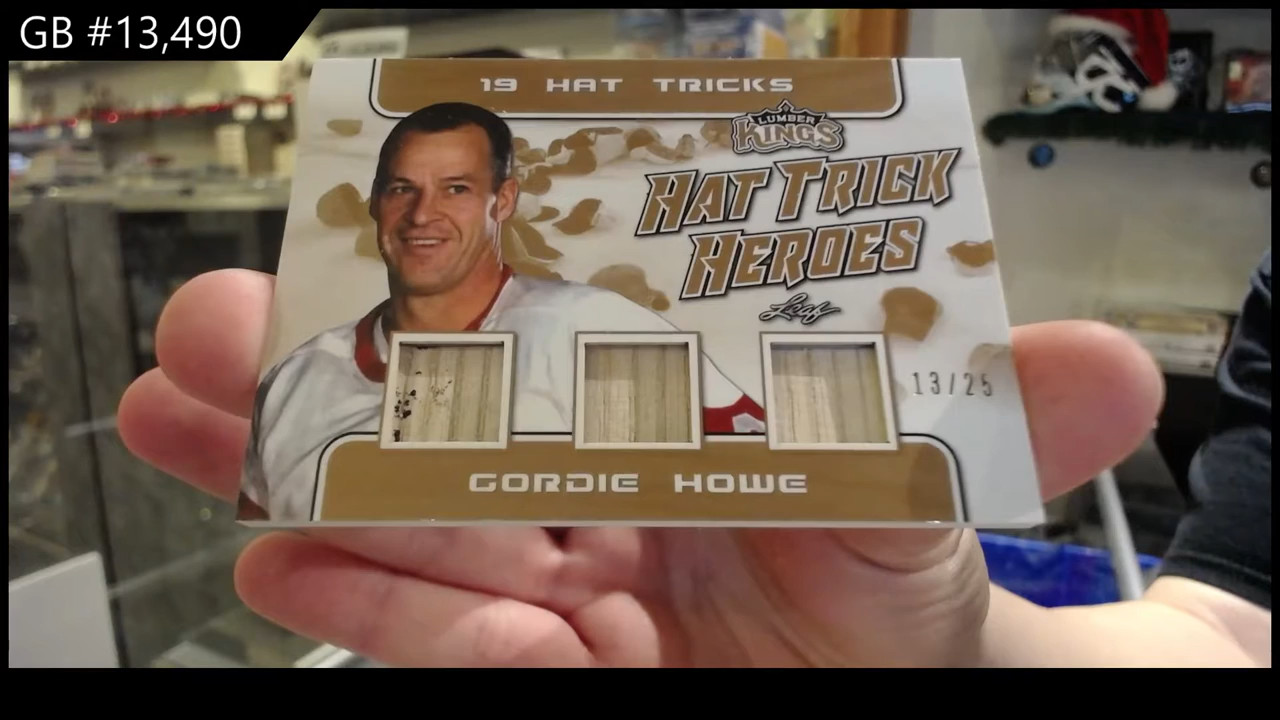 GB #13,490
19 HAT TRICKS
LUMBER
KINGS
HAT TRICK
HEROES
Leaf
13/25
GORDIE HOWE